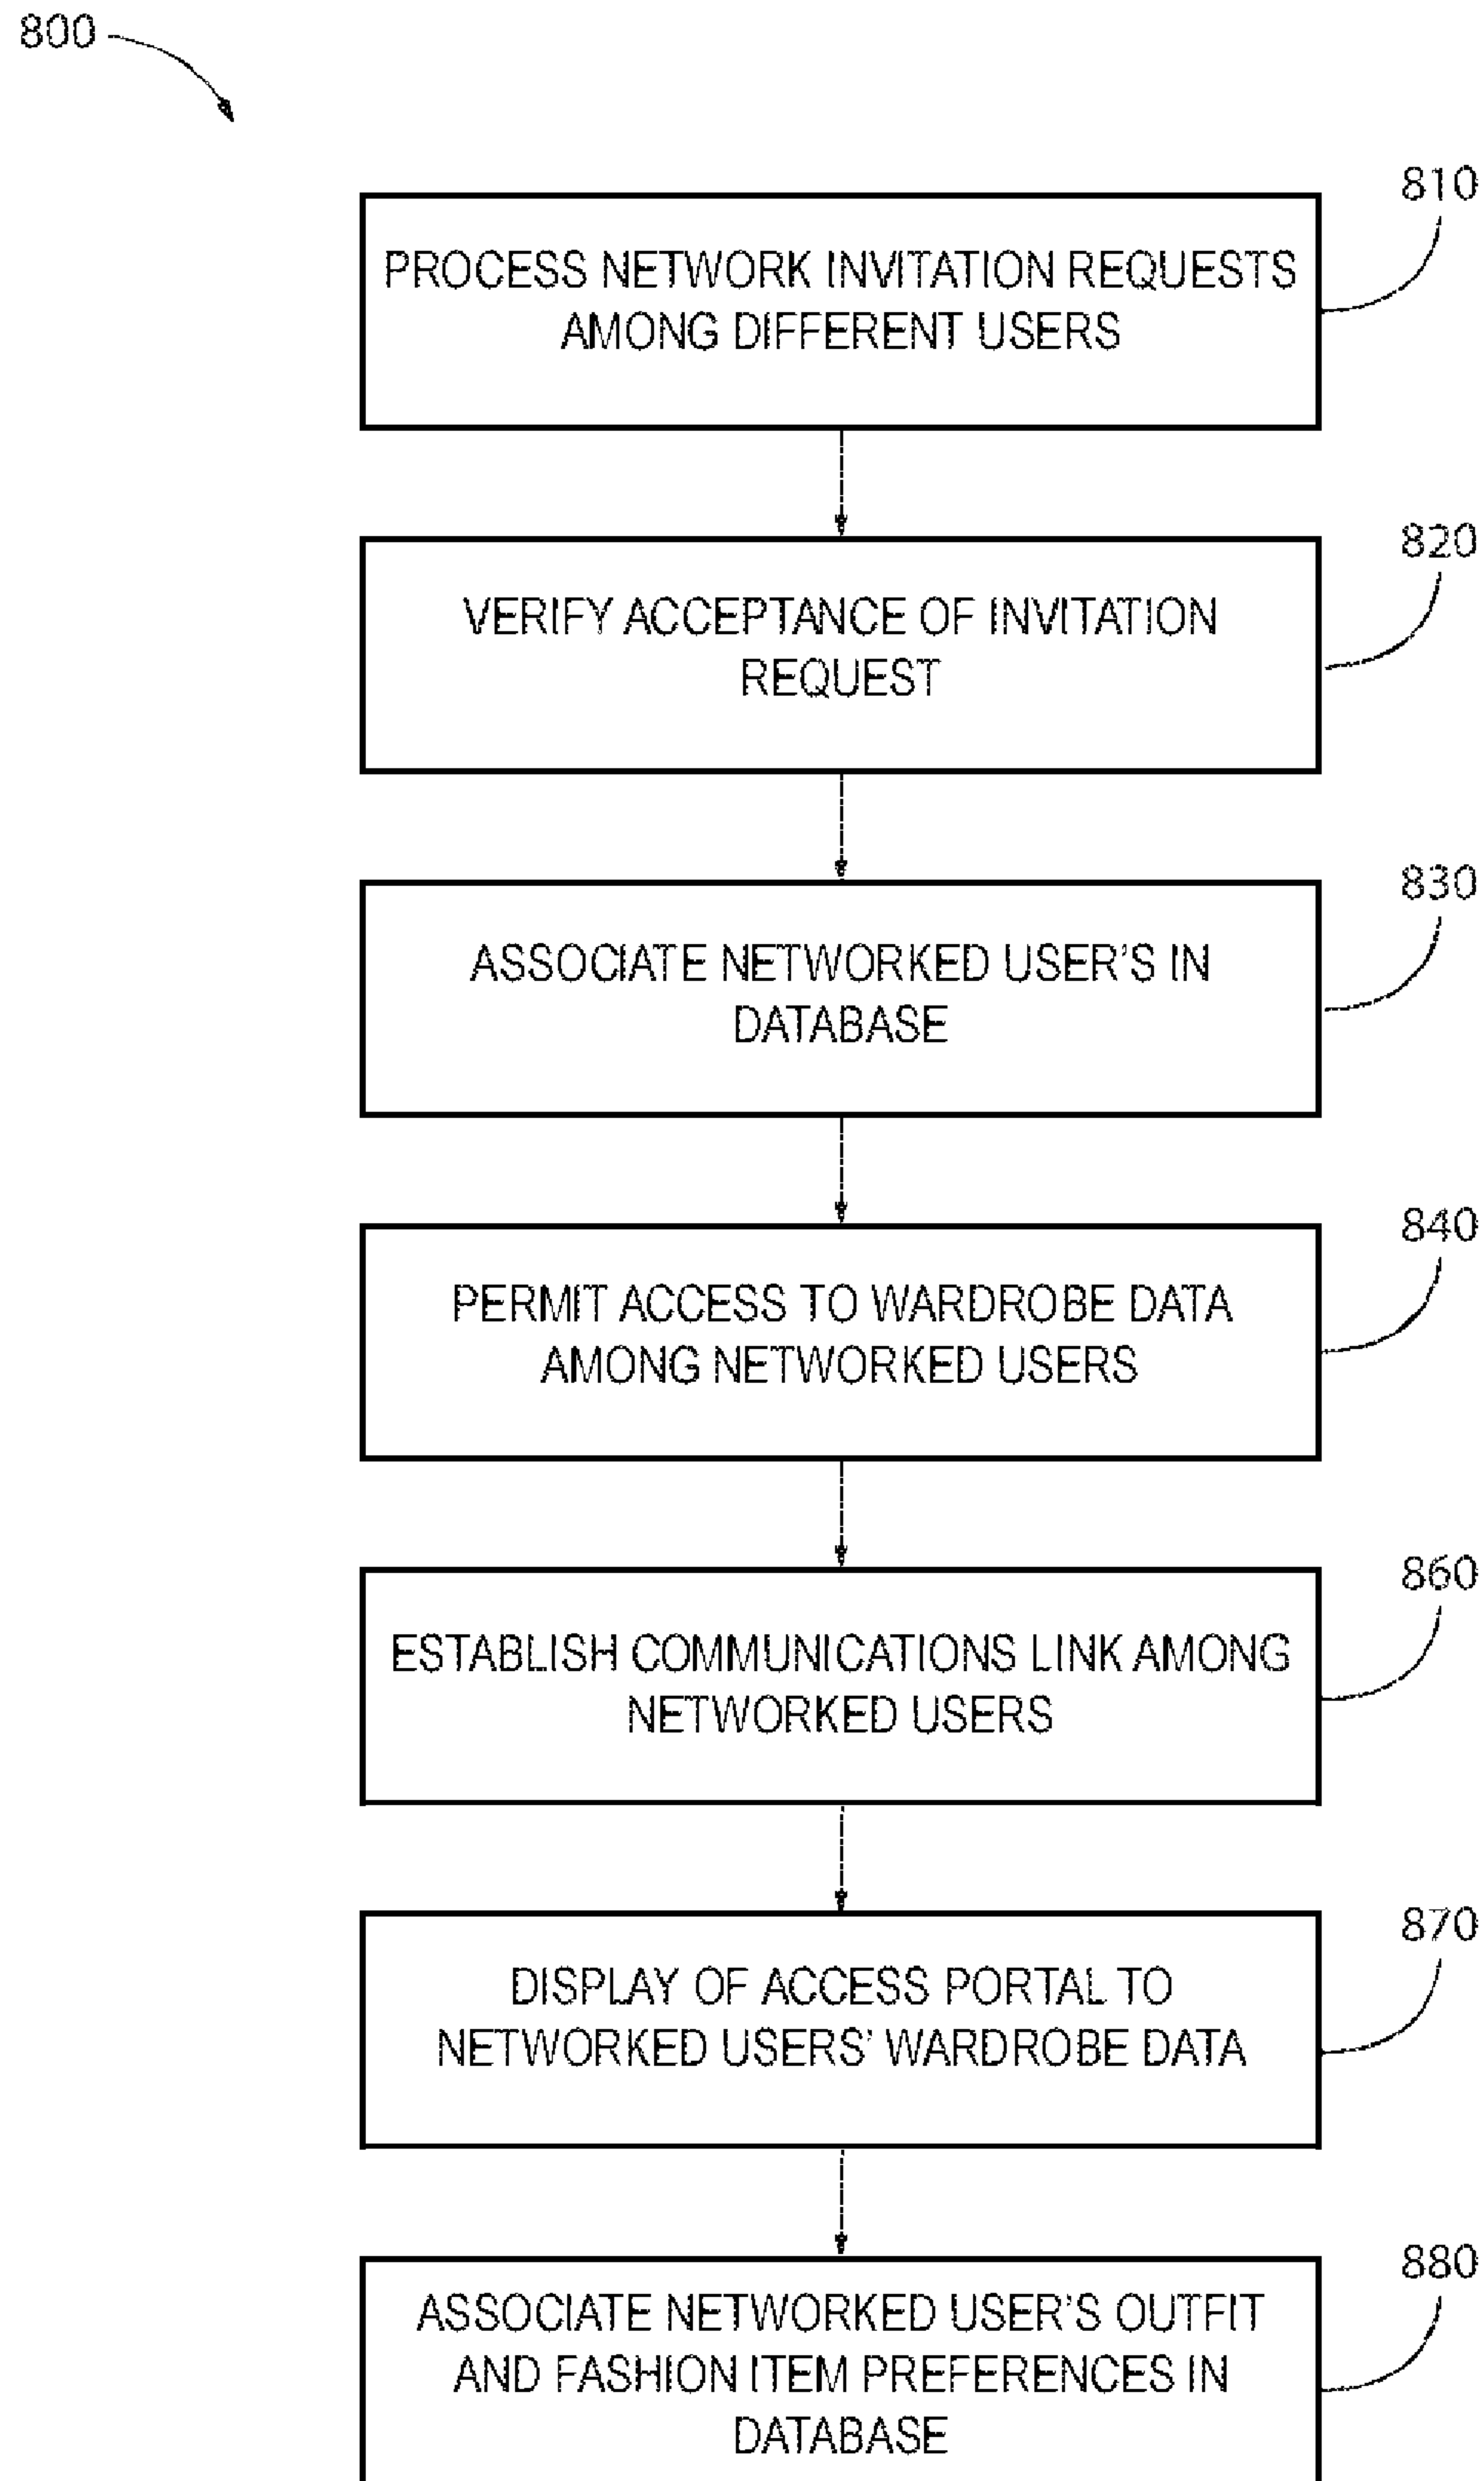 800
810
PROCESS NETWORK INVITATION REQUESTS
AMONG DIFFERENT USERS
820
VERIFY ACCEPTANCE OF INVITATION
REQUEST
830
ASSOCIATE NETWORKED USER'S IN
DATABASE
840
PERMIT ACCESS TO WARDROBE DATA
AMONG NETWORKED USERS
860
ESTABLISH COMMUNICATIONS LINK AMONG
NETWORKED USERS
870
DISPLAY OF ACCESS PORTAL TO
NETWORKED USERS' WARDROBE DATA
880
ASSOCIATE NETWORKED USER'S OUTFIT
AND FASHION ITEM PREFERENCES IN
DATABASE